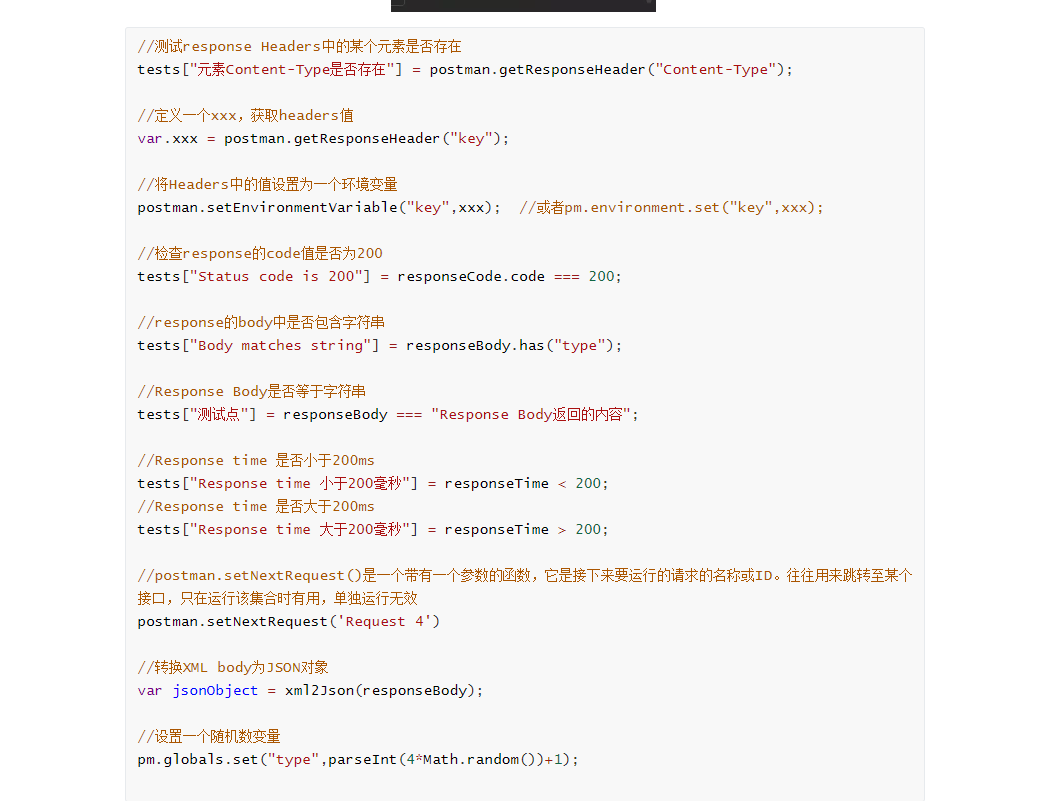 //测试response Headers中的某个元素是否存在
tests["元素Content-Type是否存在"] = postman.getResponseHeader("Content-Type");
//定义一个xxx，获取headers值
var.xxx = postman.getResponseHeader("key");
//将Headers中的值设置为一个环境变量
postman.setEnvironmentVariable("key",xxx);  //或者pm.environment.set("key",xxx);
//检查response的code值是否为200
tests["Status code is 200"] = responseCode.code === 200;
//response的body中是否包含字符串
tests["Body matches string"] = responseBody.has("type");
//Response Body是否等于字符串
tests["测试点"] = responseBody === "Response Body返回的内容";
//Response time 是否小于200ms
tests["Response time 小于200毫秒"] = responseTime < 200;
//Response time 是否大于200ms
tests["Response time 大于200毫秒"] = responseTime > 200;
//postman.setNextRequest()是一个带有一个参数的函数，它是接下来要运行的请求的名称或ID。往往用来跳转至某个
接口，只在运行该集合时有用，单独运行无效
postman.setNextRequest('Request 4')
//转换XML body为JSON对象
var jsonObject = xml2Json(responseBody);
//设置一个随机数变量
pm.globals.set("type",parseInt(4*Math.random())+1);